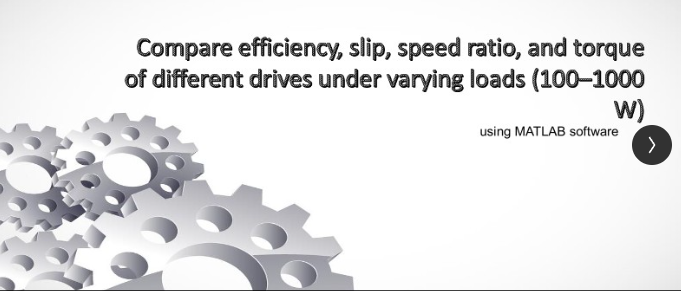 Compare efficiency, slip, speed ratio, and torque
of different drives under varying loads (100–1000
W)
using MATLAB software